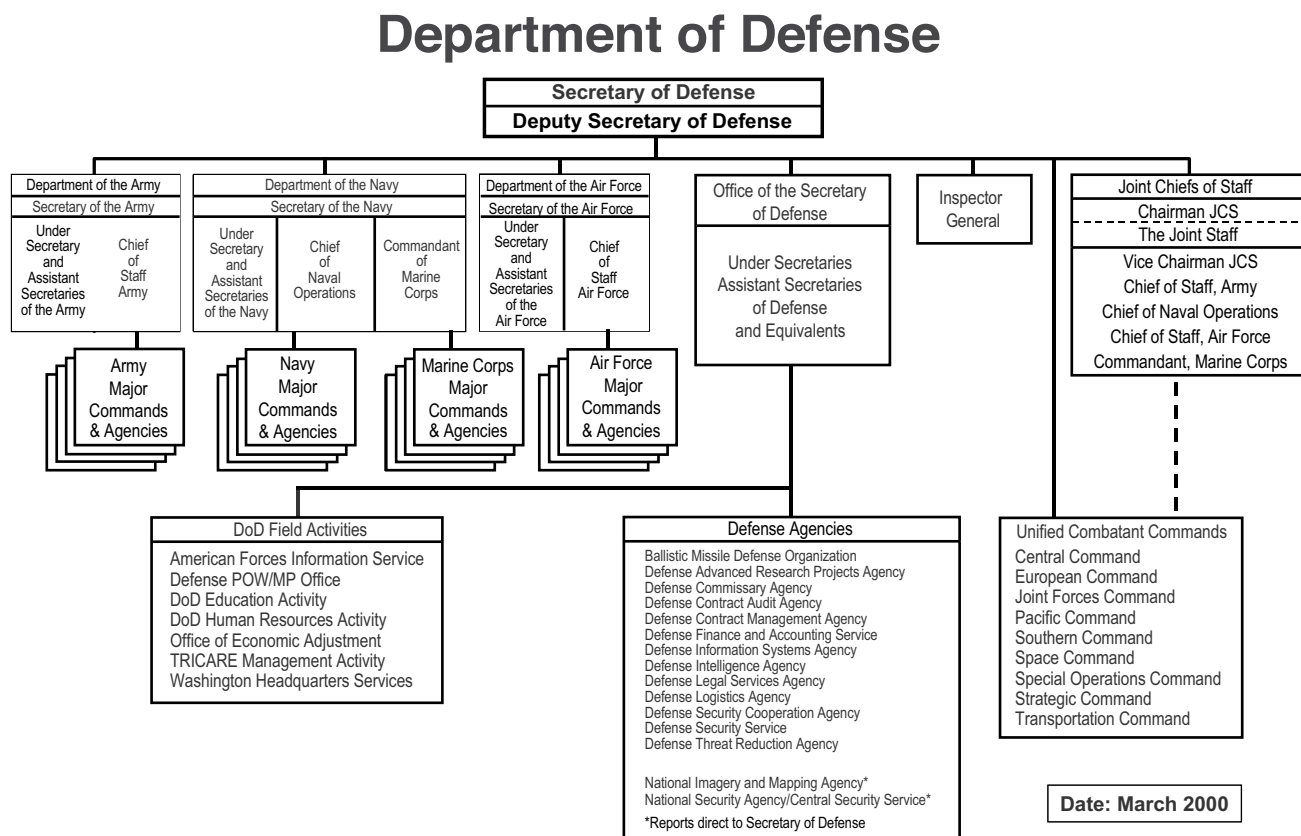 Department of Defense
Secretary of Defense
Deputy Secretary of Defense
Department of the Army
Secretary of the Army
Under
Secretary
and
Assistant
Secretaries
of the Army
Chief
of
Staff
Army
Department of the Navy
Secretary of the Navy
Under
Secretary
and
Assistant
Secretaries
of the Navy
Chief
of
Naval
Operations
Commandant
of
Marine
Corps
Department of the Air Force
Secretary of the Air Force
Under
Secretary
and
Assistant
Secretaries
of the
Air Force
Chief
of
Staff
Air Force
Office of the Secretary
of Defense
Under Secretaries
Assistant Secretaries
of Defense
and Equivalents
Inspector
General
Joint Chiefs of Staff
Chairman JCS
The Joint Staff
Vice Chairman JCS
Chief of Staff, Army
Chief of Naval Operations
Chief of Staff, Air Force
Commandant, Marine Corps
Army
Major
Commands
& Agencies
Navy
Major
Commands
& Agencies
Marine Corps
Major
Commands
& Agencies
Air Force
Major
Commands
& Agencies
DoD Field Activities
American Forces Information Service
Defense POW/MP Office
DoD Education Activity
DoD Human Resources Activity
Office of Economic Adjustment
TRICARE Management Activity
Washington Headquarters Services
Defense Agencies
Ballistic Missile Defense Organization
Defense Advanced Research Projects Agency
Defense Commissary Agency
Defense Contract Audit Agency
Defense Contract Management Agency
Defense Finance and Accounting Service
Defense Information Systems Agency
Defense Intelligence Agency
Defense Legal Services Agency
Defense Logistics Agency
Defense Security Cooperation Agency
Defense Security Service
Defense Threat Reduction Agency
National Imagery and Mapping Agency*
National Security Agency/Central Security Service*
*Reports direct to Secretary of Defense
Unified Combatant Commands
Central Command
European Command
Joint Forces Command
Pacific Command
Southern Command
Space Command
Special Operations Command
Strategic Command
Transportation Command
Date: March 2000